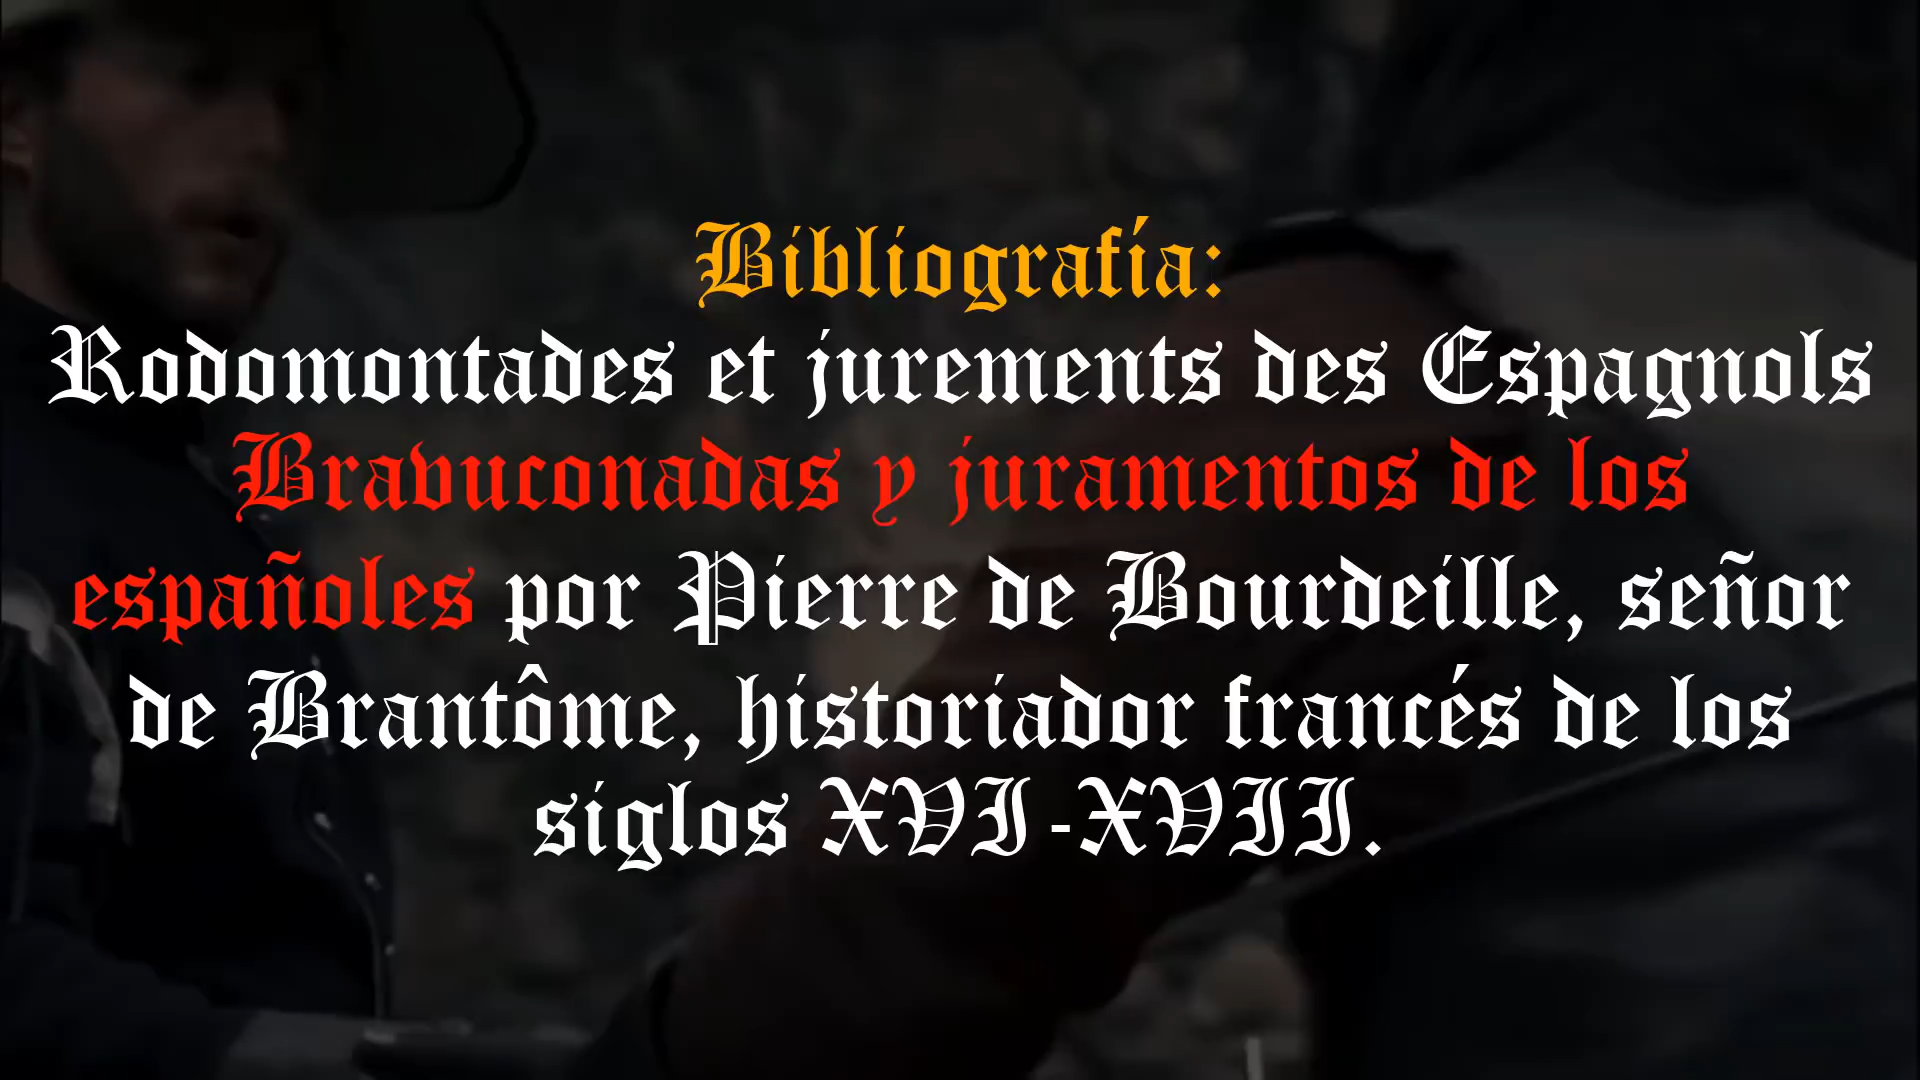 Bibliografía:
Rodomontades et jurements des Espagnols
Bravuconadas y juramentos de los
españoles por Pierre de Bourdeille, señor
de Brantôme, historiador francés de los
siglos XVI-XVII.